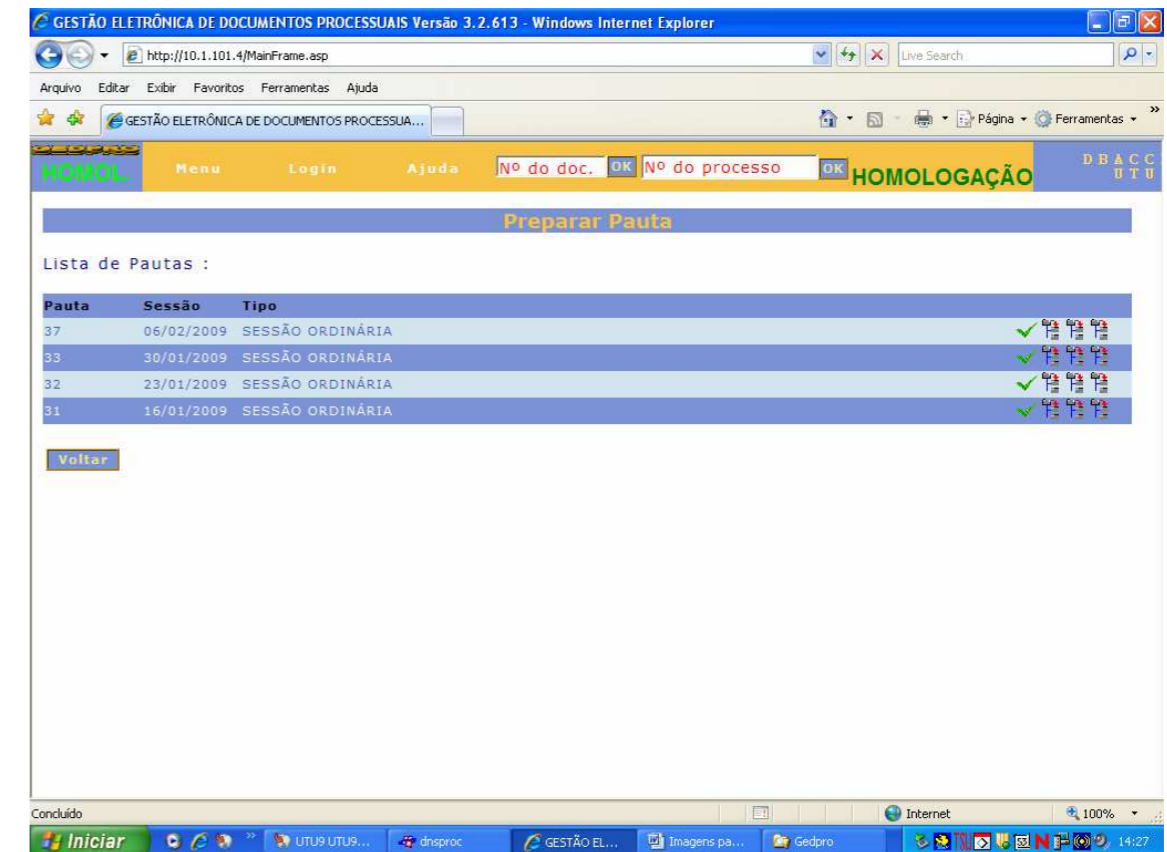 GESTÃO ELETRÔNICA DE DOCUMENTOS PROCESSUAIS Versão 3.2.613 - Windows Internet Explorer
http://10.1.101.4/MainFrame.asp
Live Search
Arquivo Editar Exibir Favoritos Ferramentas Ajuda
GESTÃO ELETRÔNICA DE DOCUMENTOS PROCESSUA...
Página Ferramentas
GEDPRO
HOMOL.
Menu Login Ajuda Nº do doc. OK Nº do processo OK HOMOLOGAÇÃO
DBACC
UTU
Preparar Pauta
Lista de Pautas :
Pauta Sessão Tipo
37 06/02/2009 SESSÃO ORDINÁRIA
33 30/01/2009 SESSÃO ORDINÁRIA
32 23/01/2009 SESSÃO ORDINÁRIA
31 16/01/2009 SESSÃO ORDINÁRIA
Voltar
Concluído Internet 100%
Iniciar UTU9 UTU9... dnsproc GESTÃO EL... Imagens pa... Gedpro 14:27